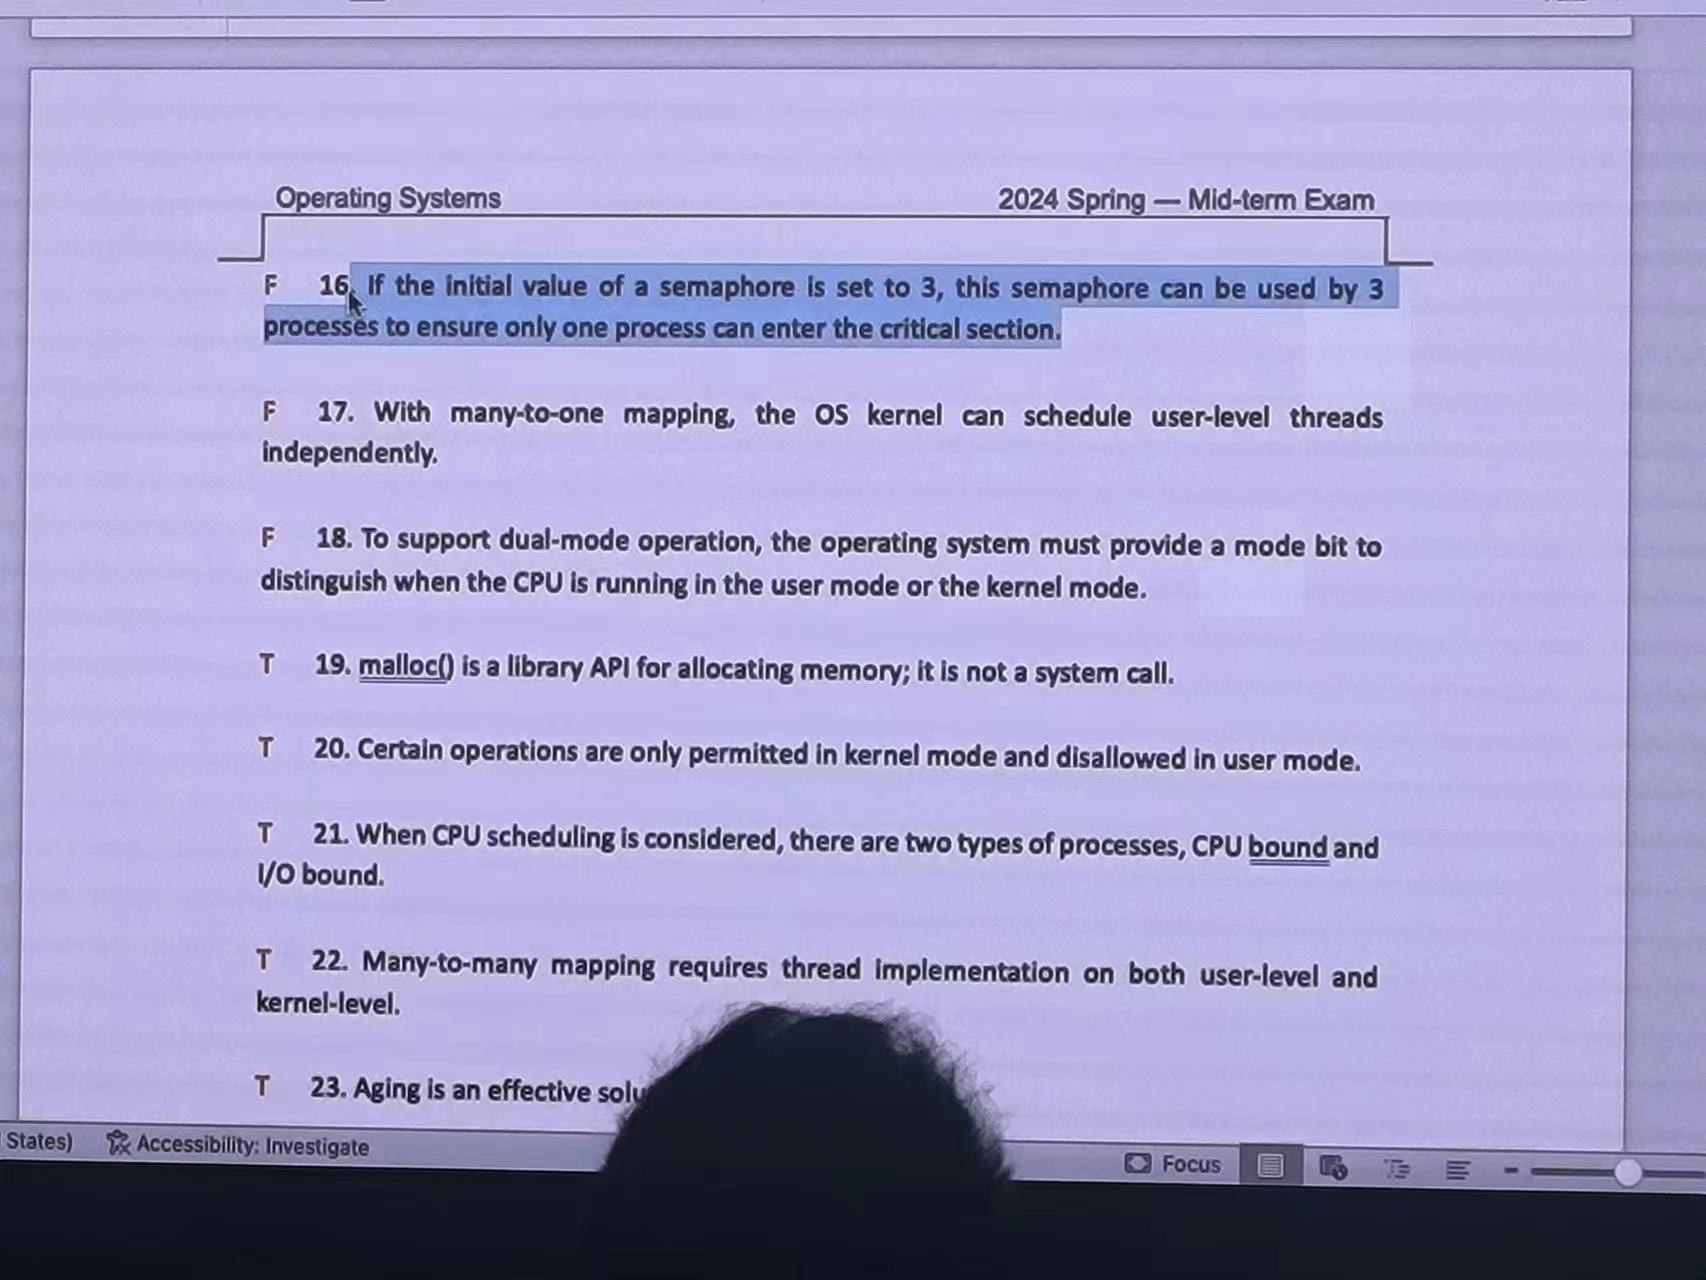 Operating Systems 2024 Spring — Mid-term Exam
F 16. If the initial value of a semaphore is set to 3, this semaphore can be used by 3
processes to ensure only one process can enter the critical section.
F 17. With many-to-one mapping, the OS kernel can schedule user-level threads
independently.
F 18. To support dual-mode operation, the operating system must provide a mode bit to
distinguish when the CPU is running in the user mode or the kernel mode.
T 19. malloc() is a library API for allocating memory; it is not a system call.
T 20. Certain operations are only permitted in kernel mode and disallowed in user mode.
T 21. When CPU scheduling is considered, there are two types of processes, CPU bound and
I/O bound.
T 22. Many-to-many mapping requires thread implementation on both user-level and
kernel-level.
T 23. Aging is an effective
States) Accessibility: Investigate Focus